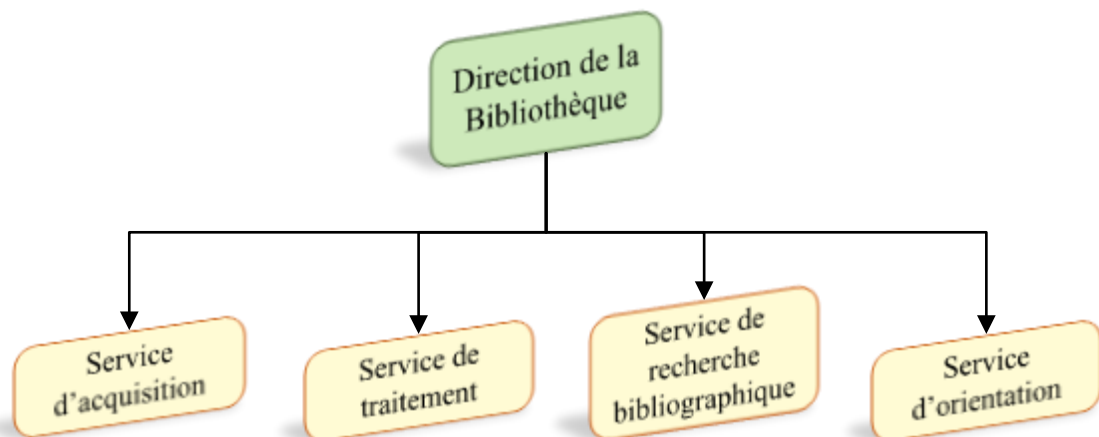 Direction de la
Bibliothèque
Service
d’acquisition
Service de
traitement
Service de
recherche
bibliographique
Service
d’orientation